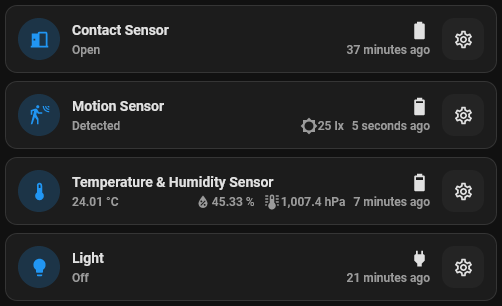 Contact Sensor
Open 37 minutes ago
Motion Sensor
Detected 25 lx 5 seconds ago
Temperature & Humidity Sensor
24.01 °C 45.33 % 1,007.4 hPa 7 minutes ago
Light
Off 21 minutes ago